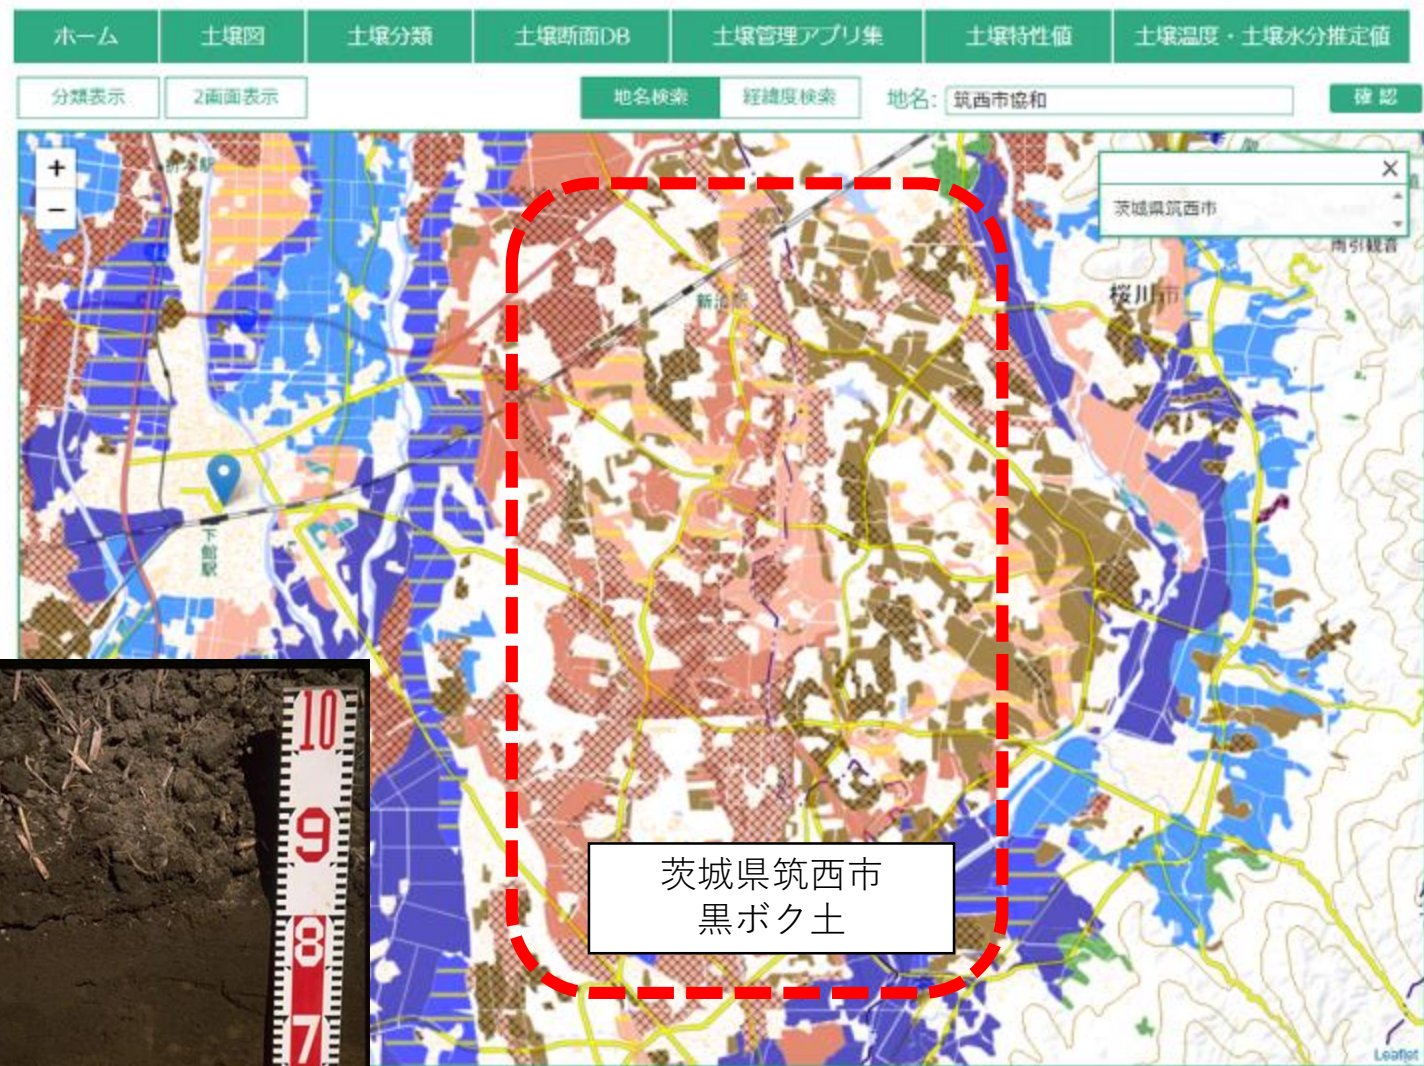 ホーム
土壌図
土壌分類
土壌断面DB
土壌管理アプリ集
土壌特性値
土壌温度・土壌水分推定値
分類表示
2画面表示
地名検索
経緯度検索
地名:
筑西市協和
確認
+
−
×
茨城県筑西市
雨引観音
桜川市
下館駅
茨城県筑西市
黒ボク土
10
9
8
7
Leaflet